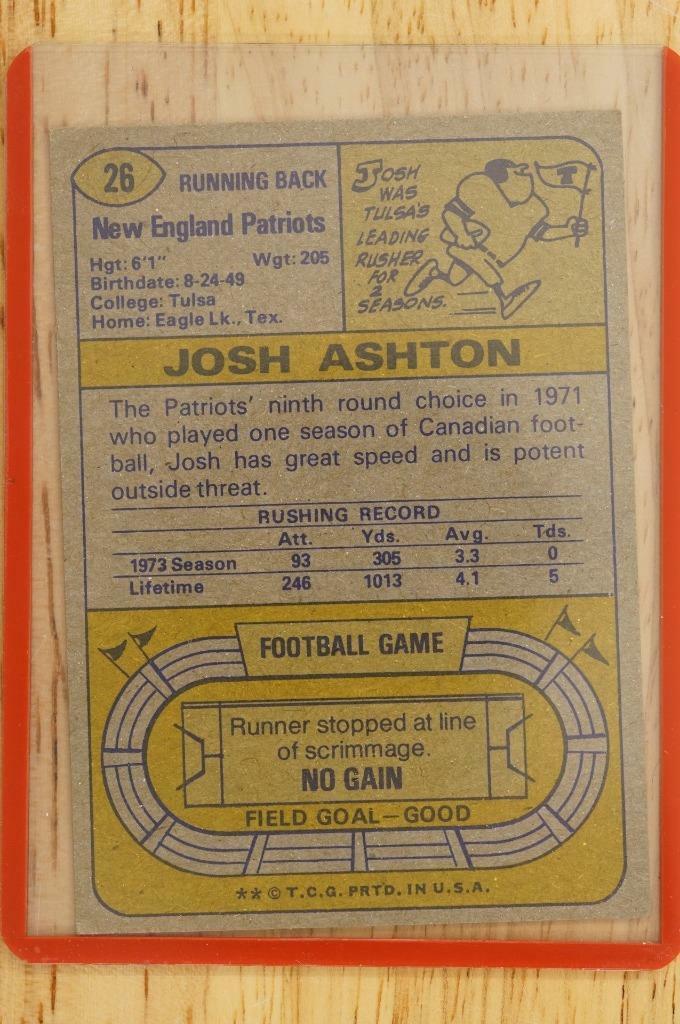 26 RUNNING BACK
New England Patriots
Hgt: 6'1" Wgt: 205
Birthdate: 8-24-49
College: Tulsa
Home: Eagle Lk., Tex.
JOSH
WAS
TULSA'S
LEADING
RUSHER
FOR
2
SEASONS.
T
JOSH ASHTON
The Patriots' ninth round choice in 1971
who played one season of Canadian foot-
ball, Josh has great speed and is potent
outside threat.
RUSHING RECORD
Att. Yds. Avg. Tds.
1973 Season 93 305 3.3 0
Lifetime 246 1013 4.1 5
FOOTBALL GAME
Runner stopped at line
of scrimmage.
NO GAIN
FIELD GOAL—GOOD
** © T.C.G. PRTD. IN U.S.A.